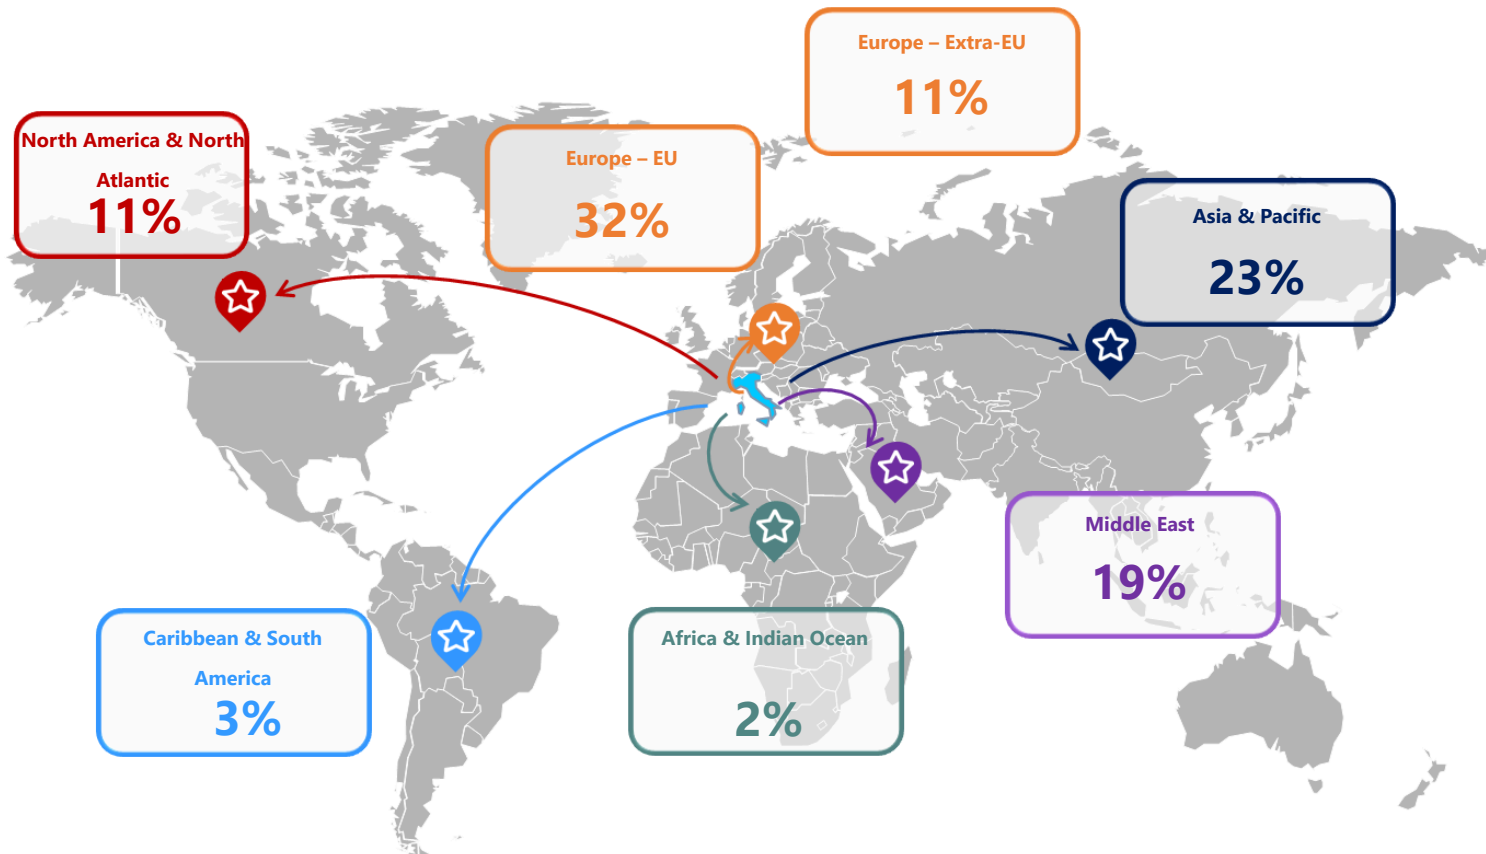 Europe – Extra-EU
11%
North America & North
Atlantic
11%
Europe – EU
32%
Asia & Pacific
23%
Middle East
19%
Caribbean & South
America
3%
Africa & Indian Ocean
2%